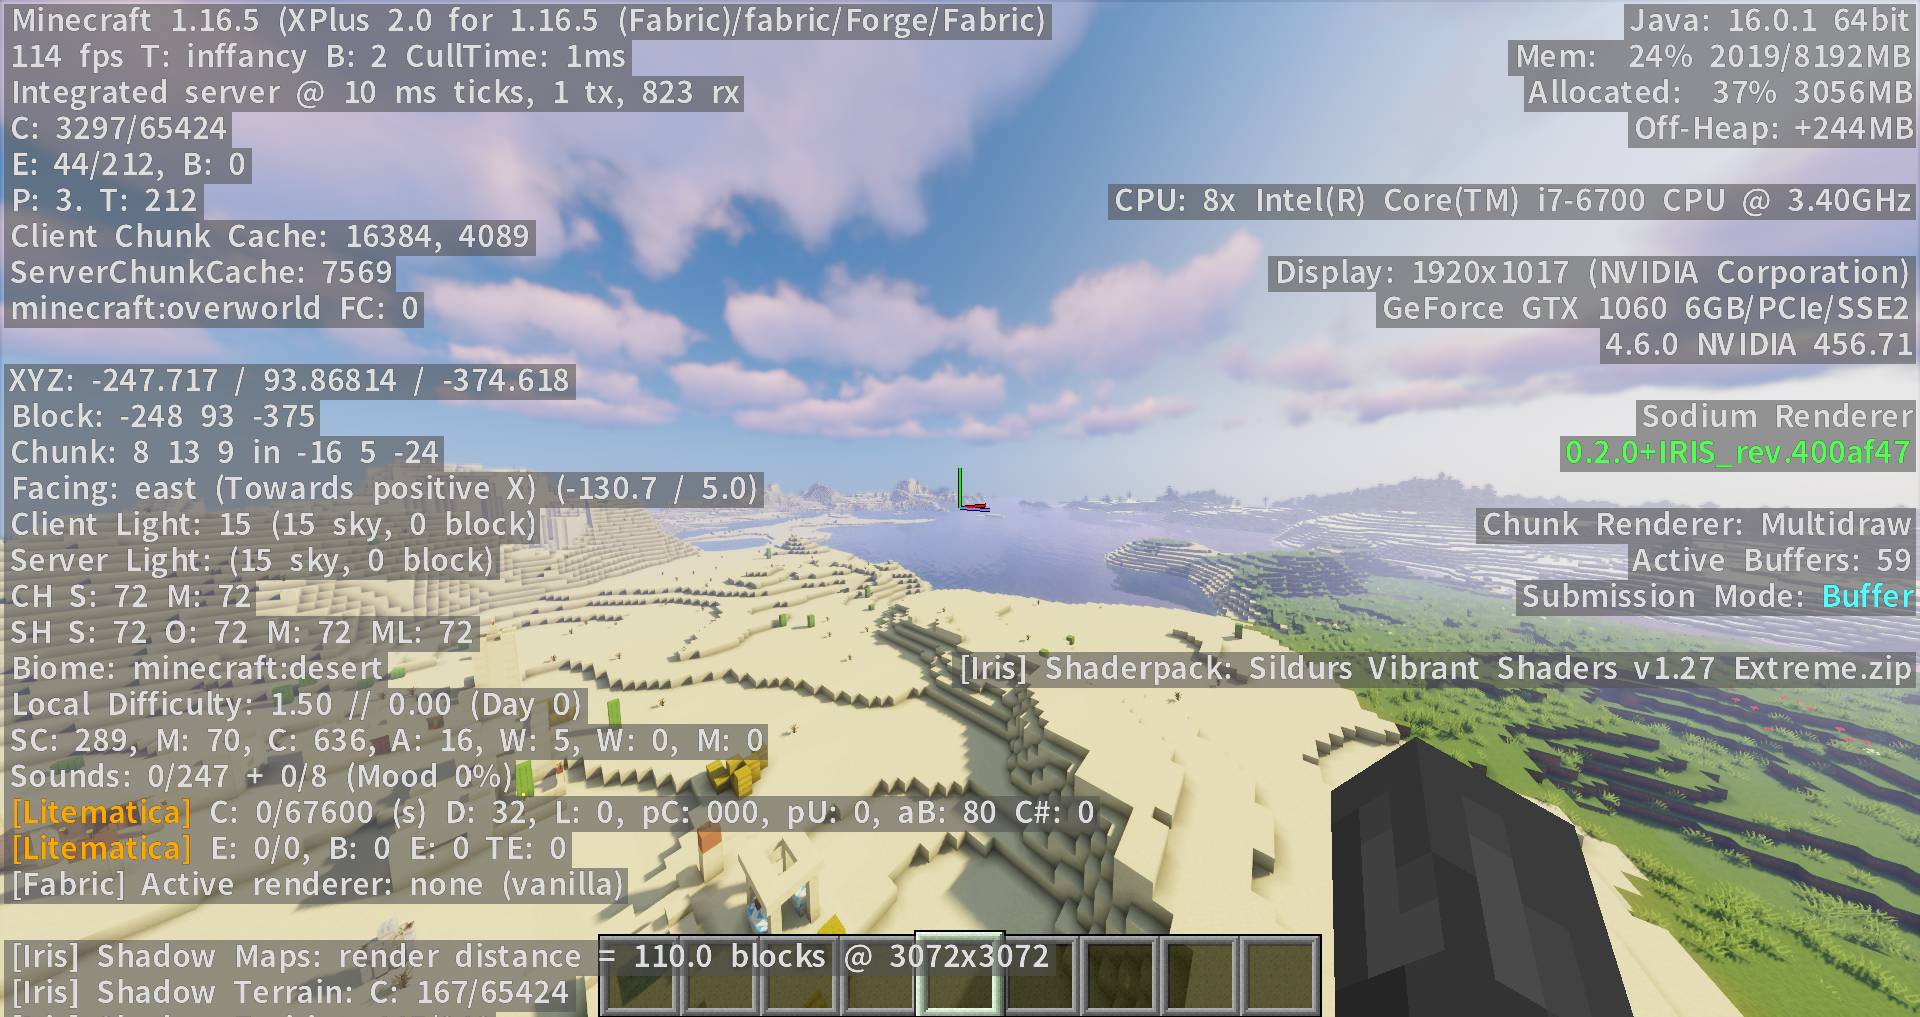 Minecraft 1.16.5 (XPlus 2.0 for 1.16.5 (Fabric)/fabric/Forge/Fabric)
114 fps T: inffancy B: 2 CullTime: 1ms
Integrated server @ 10 ms ticks, 1 tx, 823 rx
C: 3297/65424
E: 44/212, B: 0
P: 3. T: 212
Client Chunk Cache: 16384, 4089
ServerChunkCache: 7569
minecraft:overworld FC: 0
XYZ: -247.717 / 93.86814 / -374.618
Block: -248 93 -375
Chunk: 8 13 9 in -16 5 -24
Facing: east (Towards positive X) (-130.7 / 5.0)
Client Light: 15 (15 sky, 0 block)
Server Light: (15 sky, 0 block)
CH S: 72 M: 72
SH S: 72 O: 72 M: 72 ML: 72
Biome: minecraft:desert
Local Difficulty: 1.50 // 0.00 (Day 0)
SC: 289, M: 70, C: 636, A: 16, W: 5, W: 0, M: 0
Sounds: 0/247 + 0/8 (Mood 0%)
[Litematica] C: 0/67600 (s) D: 32, L: 0, pC: 000, pU: 0, aB: 80 C#: 0
[Litematica] E: 0/0, B: 0 E: 0 TE: 0
[Fabric] Active renderer: none (vanilla)
[Iris] Shadow Maps: render distance = 110.0 blocks @ 3072x3072
[Iris] Shadow Terrain: C: 167/65424
Java: 16.0.1 64bit
Mem: 24% 2019/8192MB
Allocated: 37% 3056MB
Off-Heap: +244MB
CPU: 8x Intel(R) Core(TM) i7-6700 CPU @ 3.40GHz
Display: 1920x1017 (NVIDIA Corporation)
GeForce GTX 1060 6GB/PCIe/SSE2
4.6.0 NVIDIA 456.71
Sodium Renderer
0.2.0+IRIS_rev.400af47
Chunk Renderer: Multidraw
Active Buffers: 59
Submission Mode: Buffer
[Iris] Shaderpack: Sildurs Vibrant Shaders v1.27 Extreme.zip